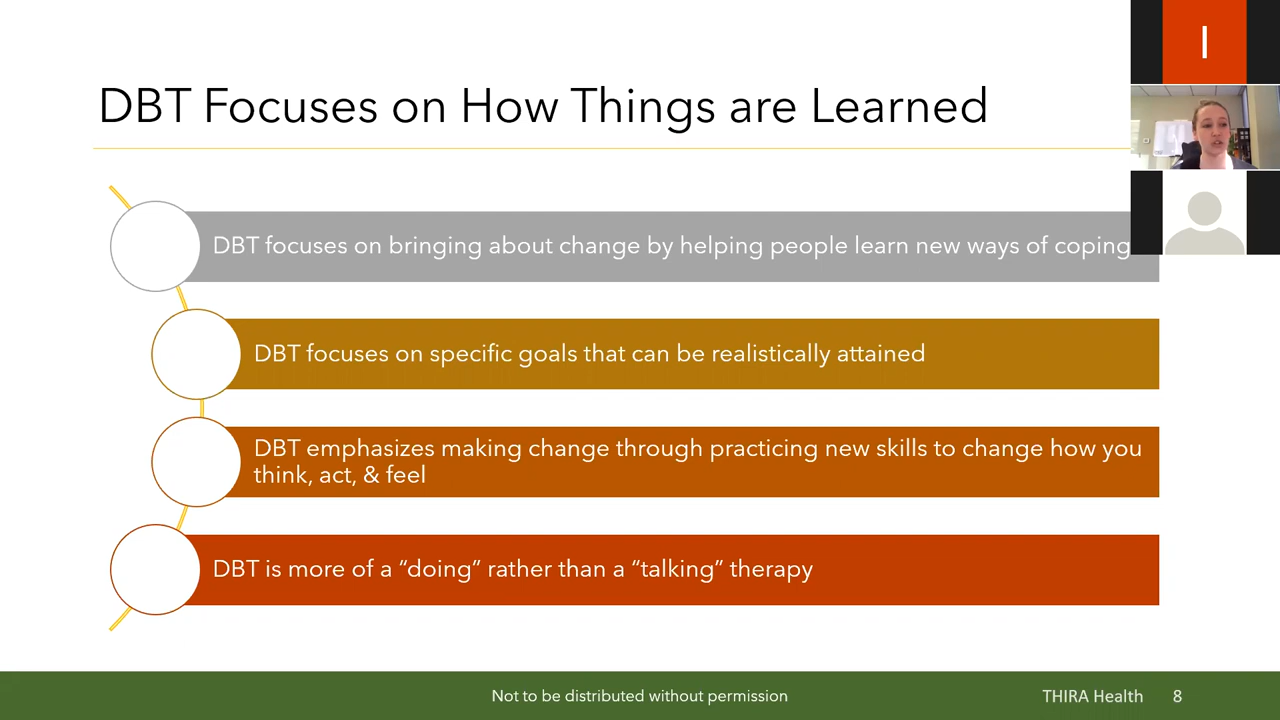 DBT Focuses on How Things are Learned
I
DBT focuses on bringing about change by helping people learn new ways of coping
DBT focuses on specific goals that can be realistically attained
DBT emphasizes making change through practicing new skills to change how you
think, act, & feel
DBT is more of a “doing” rather than a “talking” therapy
Not to be distributed without permission
THIRA Health
8